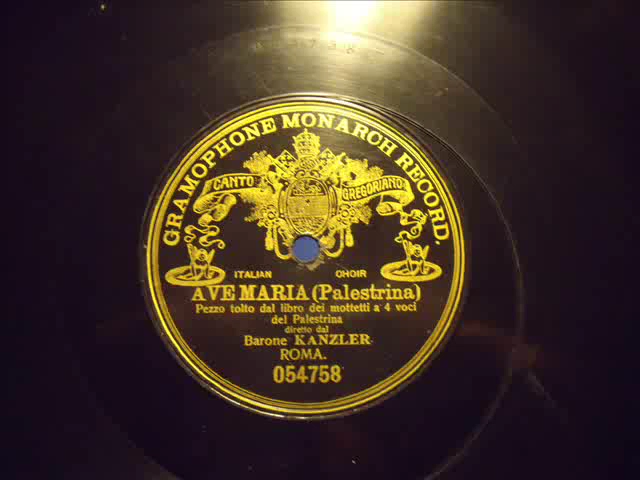 GRAMOPHONE MONARCH RECORD.
CANTO GREGORIANO
ITALIAN CHOIR
AVE MARIA (Palestrina)
Pezzo tolto dal libro dei mottetti a 4 voci
del Palestrina
diretto dal
Barone KANZLER
ROMA.
054758